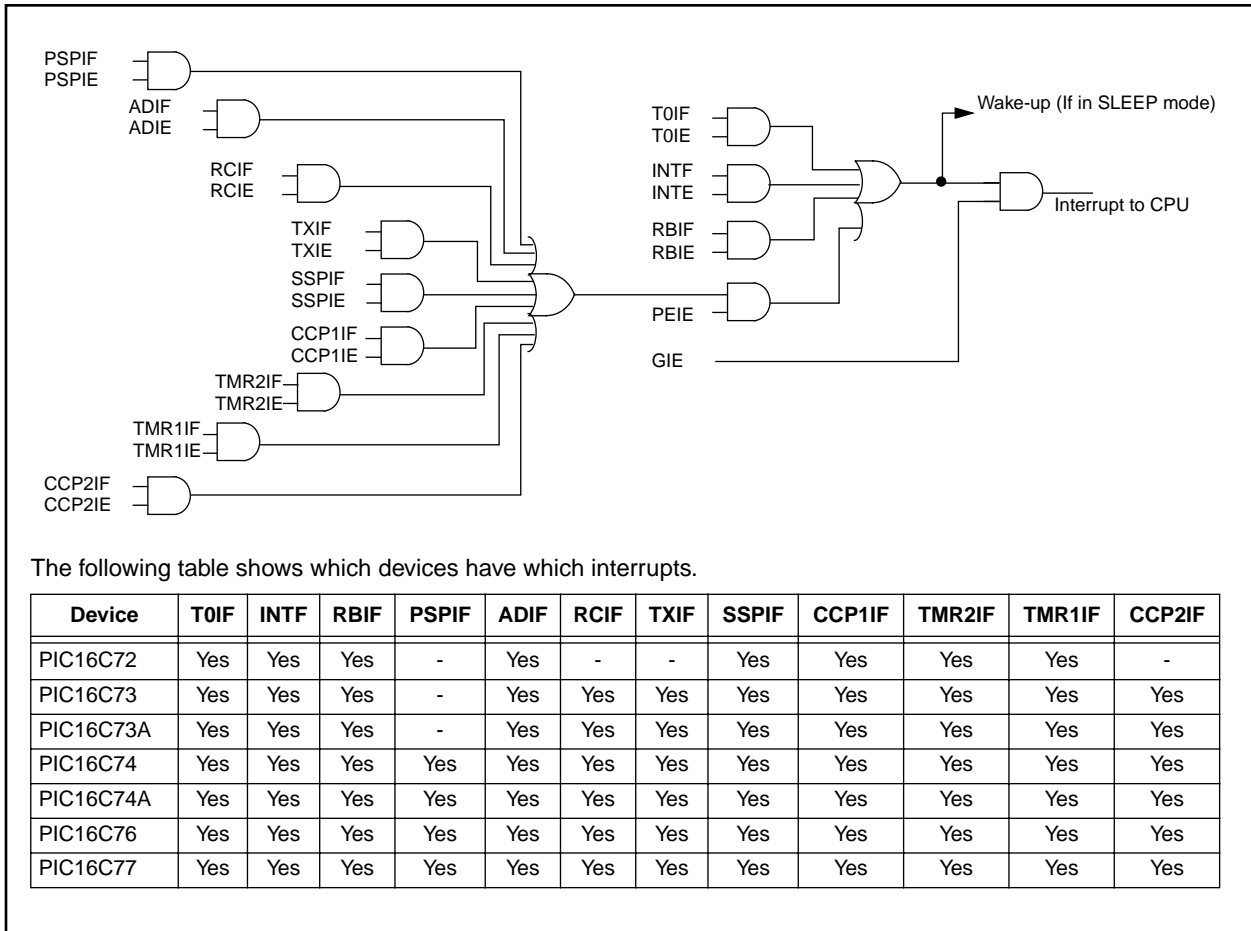 PSPIF
PSPIE
ADIF
ADIE
RCIF
RCIE
TXIF
TXIE
SSPIF
SSPIE
CCP1IF
CCP1IE
TMR2IF
TMR2IE
TMR1IF
TMR1IE
CCP2IF
CCP2IE
T0IF
T0IE
INTF
INTE
RBIF
RBIE
PEIE
GIE
Wake-up (If in SLEEP mode)
Interrupt to CPU
The following table shows which devices have which interrupts.
Device T0IF INTF RBIF PSPIF ADIF RCIF TXIF SSPIF CCP1IF TMR2IF TMR1IF CCP2IF
PIC16C72 Yes Yes Yes - Yes - - Yes Yes Yes Yes -
PIC16C73 Yes Yes Yes - Yes Yes Yes Yes Yes Yes Yes Yes
PIC16C73A Yes Yes Yes - Yes Yes Yes Yes Yes Yes Yes Yes
PIC16C74 Yes Yes Yes Yes Yes Yes Yes Yes Yes Yes Yes Yes
PIC16C74A Yes Yes Yes Yes Yes Yes Yes Yes Yes Yes Yes Yes
PIC16C76 Yes Yes Yes Yes Yes Yes Yes Yes Yes Yes Yes Yes
PIC16C77 Yes Yes Yes Yes Yes Yes Yes Yes Yes Yes Yes Yes